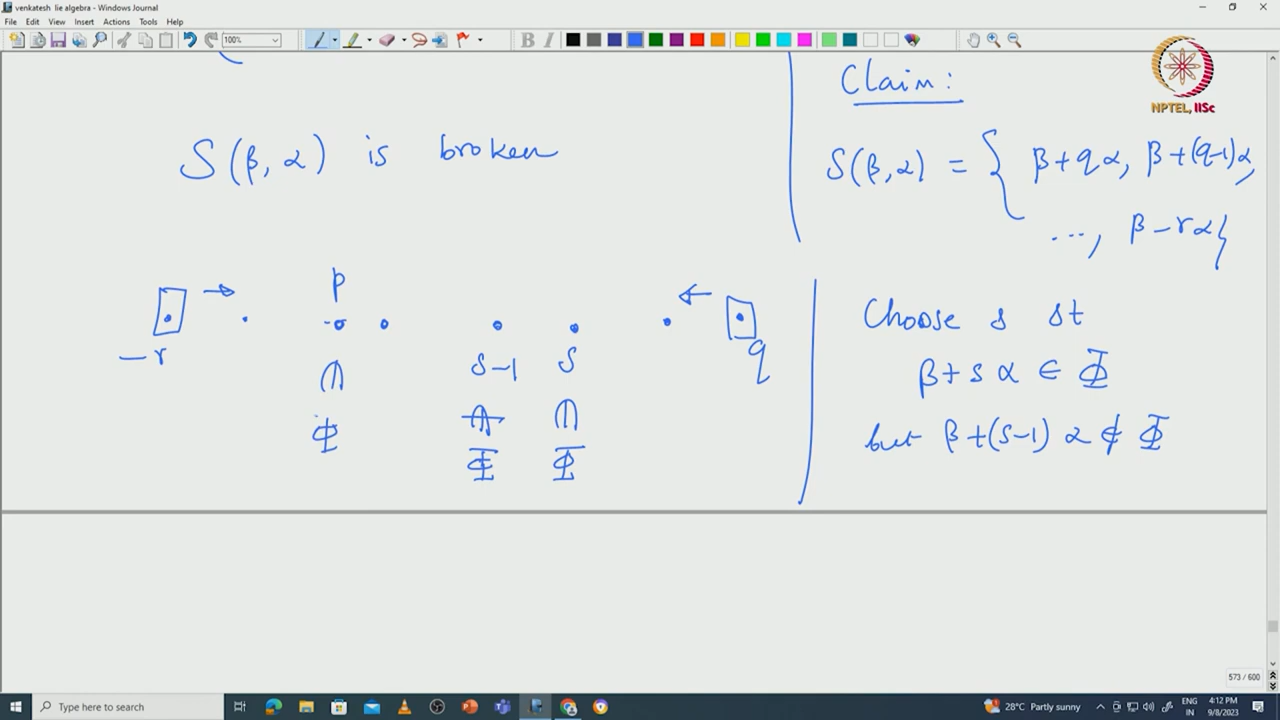 venkatesh lie algebra - Windows Journal
File Edit View Insert Actions Tools Help
100%
B I
NPTEL, IISc
Claim:
S(β, α) is broken
S(β, α) = { β + qα, β + (q-1)α,
..., β - rα}
p
-r
s-1 s
q
⋔ ⋔
Φ
Φ Φ
Choose s st
β + s α ∈ Φ
but β + (s-1) α ∉ Φ
573 / 600
Type here to search
28°C Partly sunny
ENG
IN
4:12 PM
9/8/2023